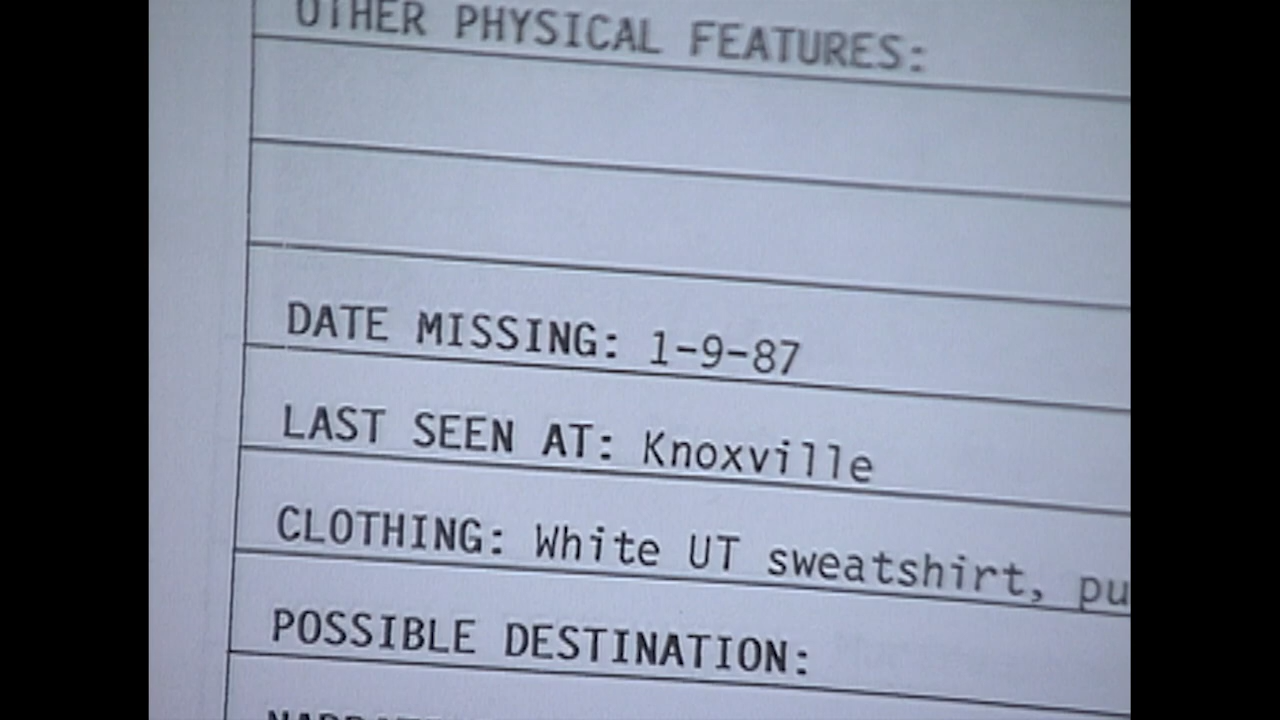 OTHER PHYSICAL FEATURES:
DATE MISSING: 1-9-87
LAST SEEN AT: Knoxville
CLOTHING: White UT sweatshirt,
POSSIBLE DESTINATION: